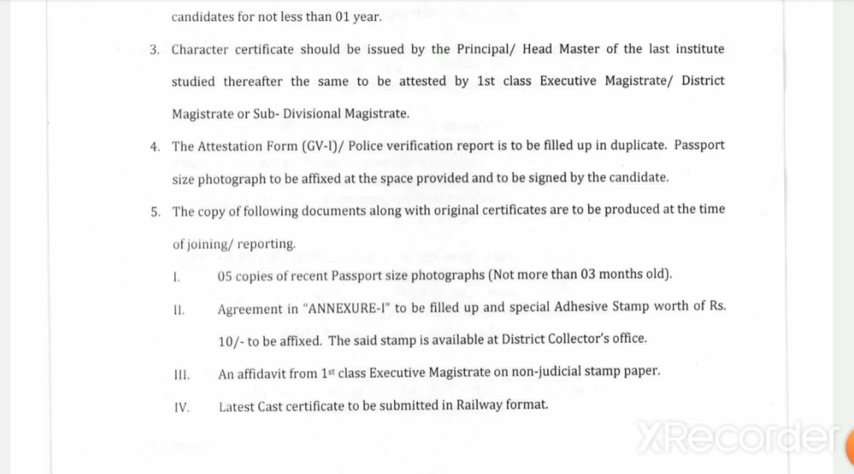 candidates for not less than 01 year.
3. Character certificate should be issued by the Principal/ Head Master of the last institute
studied thereafter the same to be attested by 1st class Executive Magistrate/ District
Magistrate or Sub- Divisional Magistrate.
4. The Attestation Form (GV-I)/ Police verification report is to be filled up in duplicate. Passport
size photograph to be affixed at the space provided and to be signed by the candidate.
5. The copy of following documents along with original certificates are to be produced at the time
of joining/ reporting.
I. 05 copies of recent Passport size photographs (Not more than 03 months old).
II. Agreement in "ANNEXURE-I" to be filled up and special Adhesive Stamp worth of Rs.
10/- to be affixed. The said stamp is available at District Collector's office.
III. An affidavit from 1st class Executive Magistrate on non-judicial stamp paper.
IV. Latest Cast certificate to be submitted in Railway format.
XRecorder